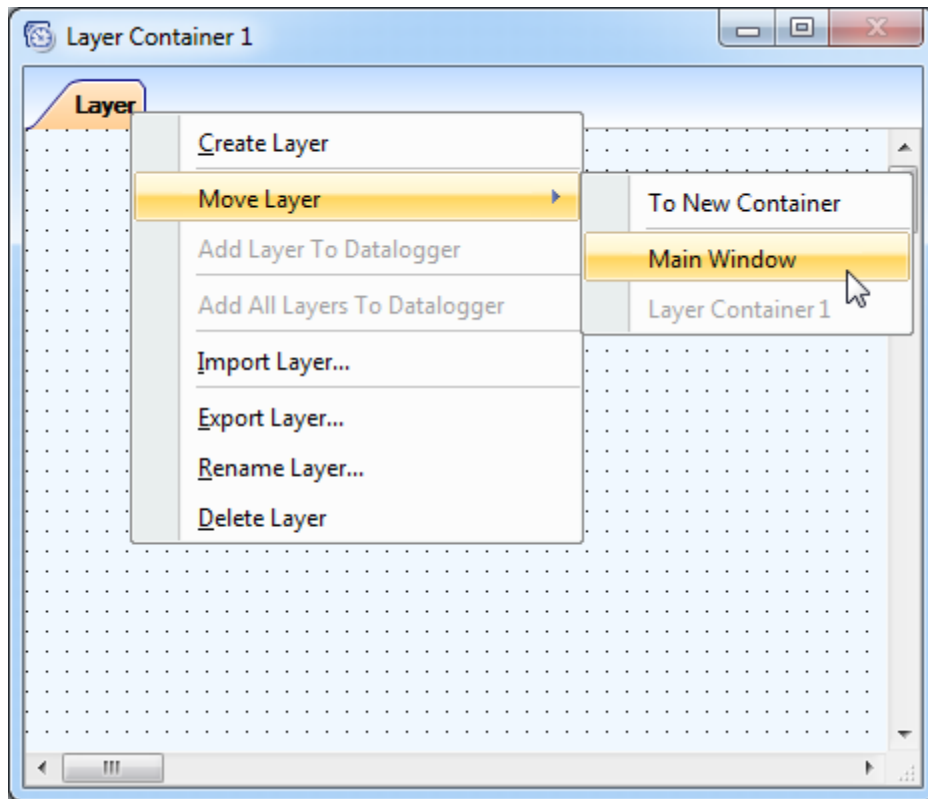 Layer Container 1
Layer
Create Layer
Move Layer
Add Layer To Datalogger
Add All Layers To Datalogger
Import Layer...
Export Layer...
Rename Layer...
Delete Layer
To New Container
Main Window
Layer Container 1